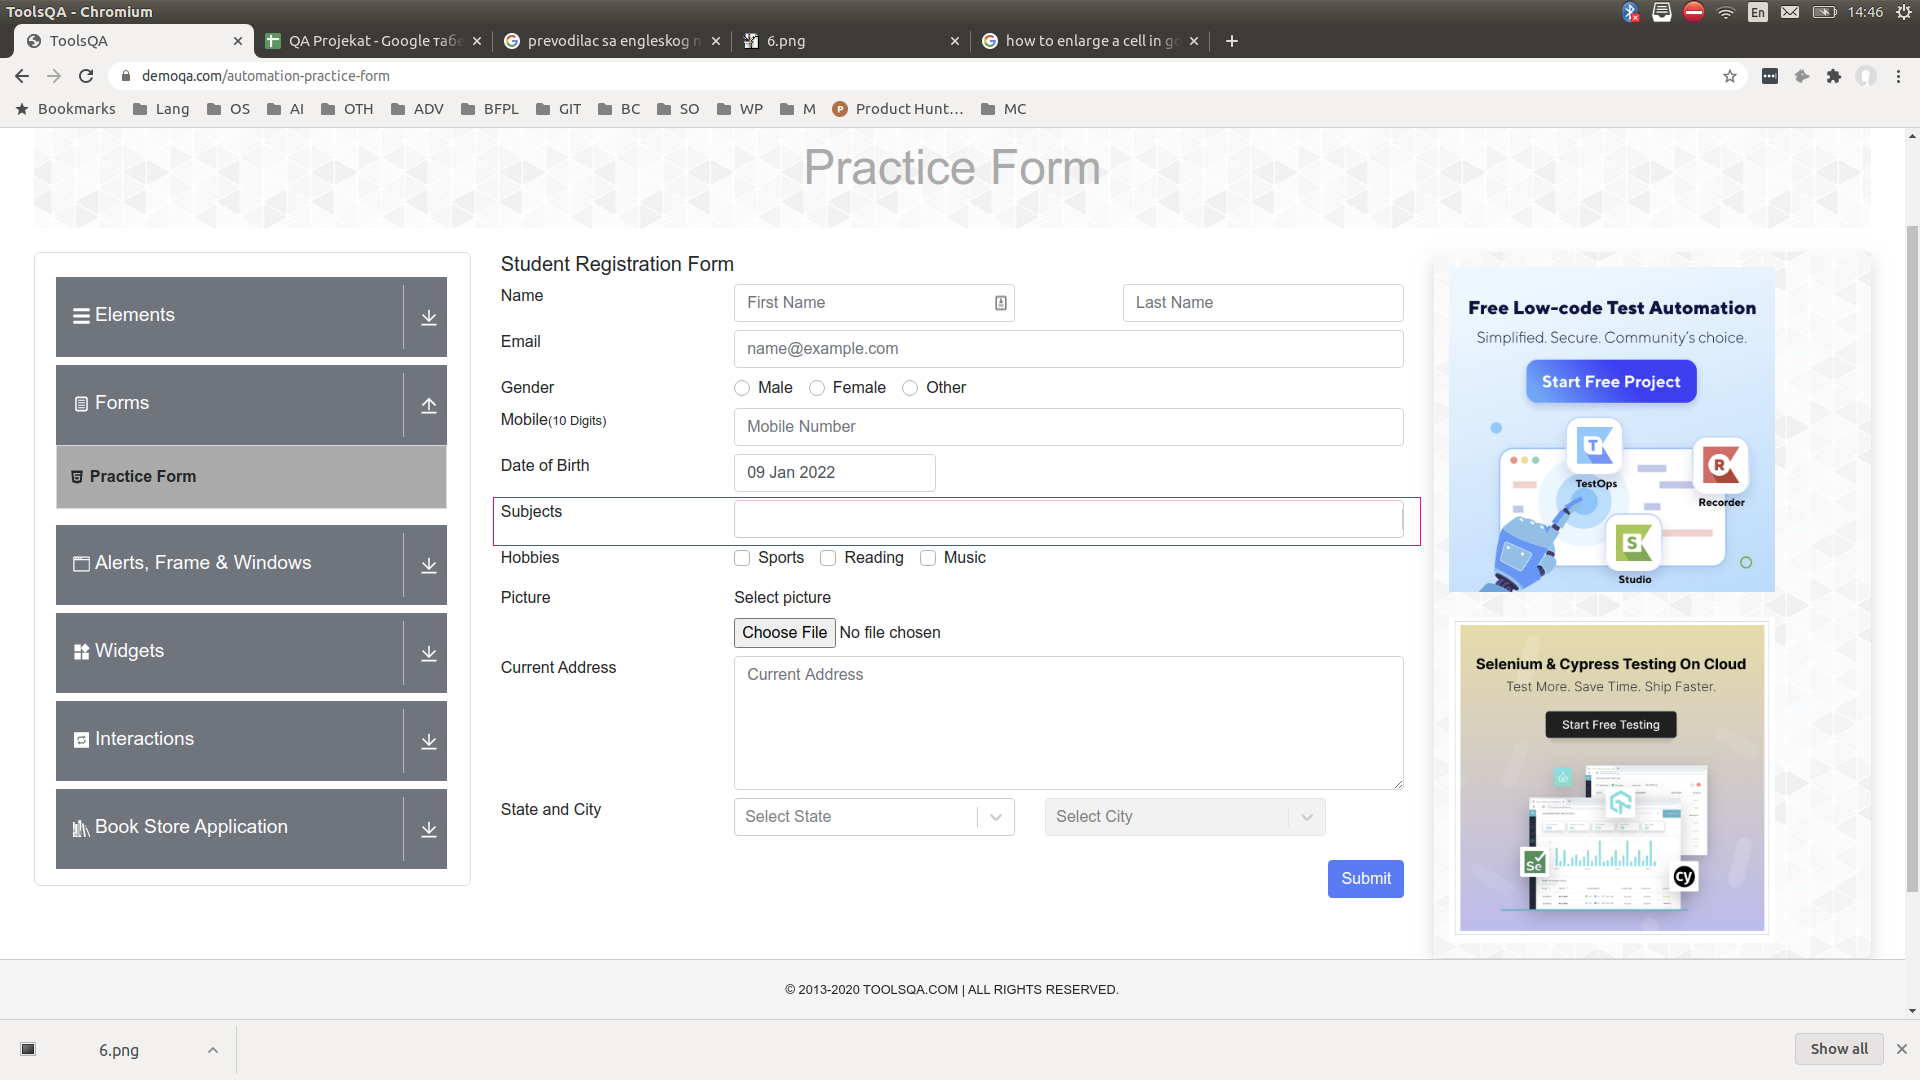 ToolsQA - Chromium
En
14:46
ToolsQA
QA Projekat - Google табе
prevodilac sa engleskog n
6.png
how to enlarge a cell in go
demoqa.com/automation-practice-form
Bookmarks
Lang
OS
AI
OTH
ADV
BFPL
GIT
BC
SO
WP
M
P
Product Hunt...
MC
Practice Form
Elements
Forms
Practice Form
Alerts, Frame & Windows
Widgets
Interactions
Book Store Application
Student Registration Form
Name
First Name
Last Name
Email
name@example.com
Gender
Male
Female
Other
Mobile(10 Digits)
Mobile Number
Date of Birth
09 Jan 2022
Subjects
Hobbies
Sports
Reading
Music
Picture
Select picture
Choose File No file chosen
Current Address
Current Address
State and City
Select State
Select City
Submit
Free Low-code Test Automation
Simplified. Secure. Community's choice.
Start Free Project
T
TestOps
R
Recorder
S
Studio
Selenium & Cypress Testing On Cloud
Test More. Save Time. Ship Faster.
Start Free Testing
Se
cy
© 2013-2020 TOOLSQA.COM | ALL RIGHTS RESERVED.
6.png
Show all